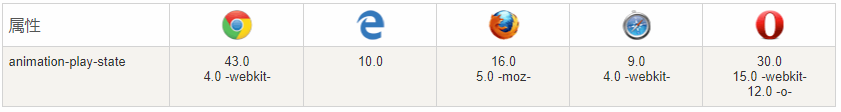 属性
animation-play-state 43.0 10.0 16.0 9.0 30.0
4.0 -webkit- 5.0 -moz- 4.0 -webkit- 15.0 -webkit-
12.0 -o-